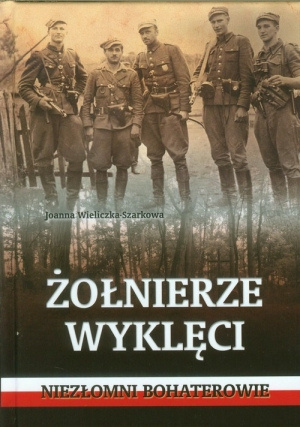 Joanna Wieliczka-Szarkowa
ŻOŁNIERZE
WYKLĘCI
NIEZŁOMNI BOHATEROWIE